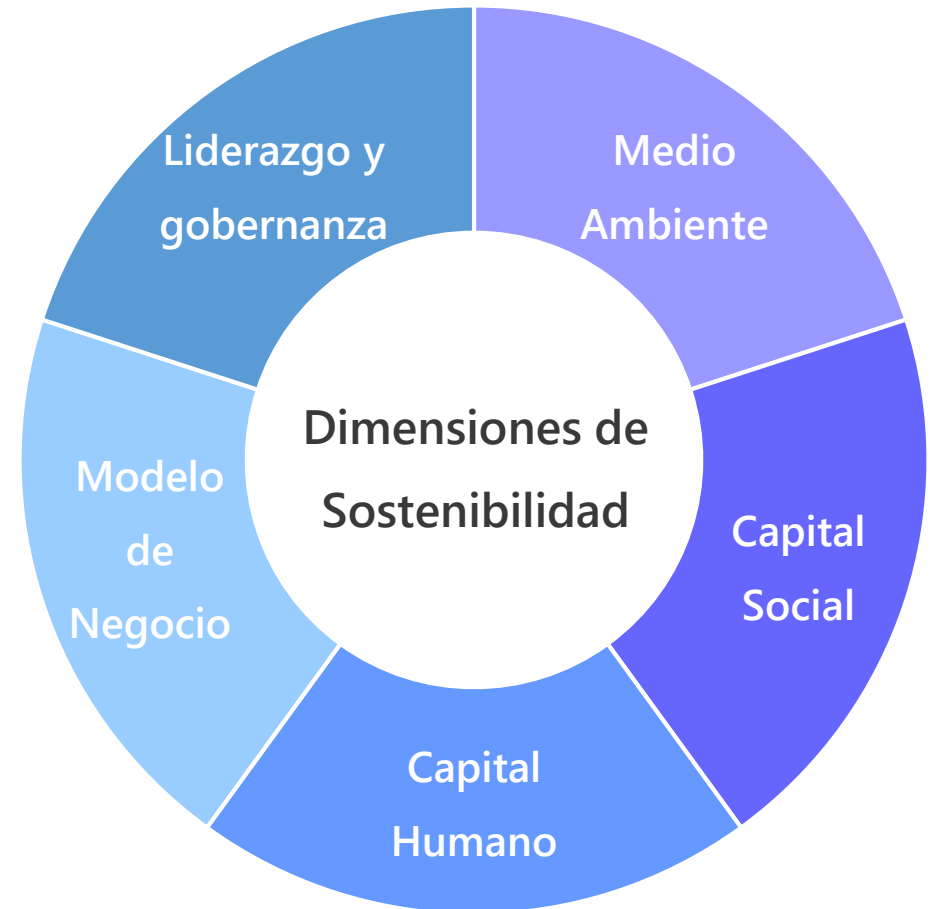 Liderazgo y
gobernanza
Medio
Ambiente
Dimensiones de
Sostenibilidad
Modelo
de
Negocio
Capital
Social
Capital
Humano